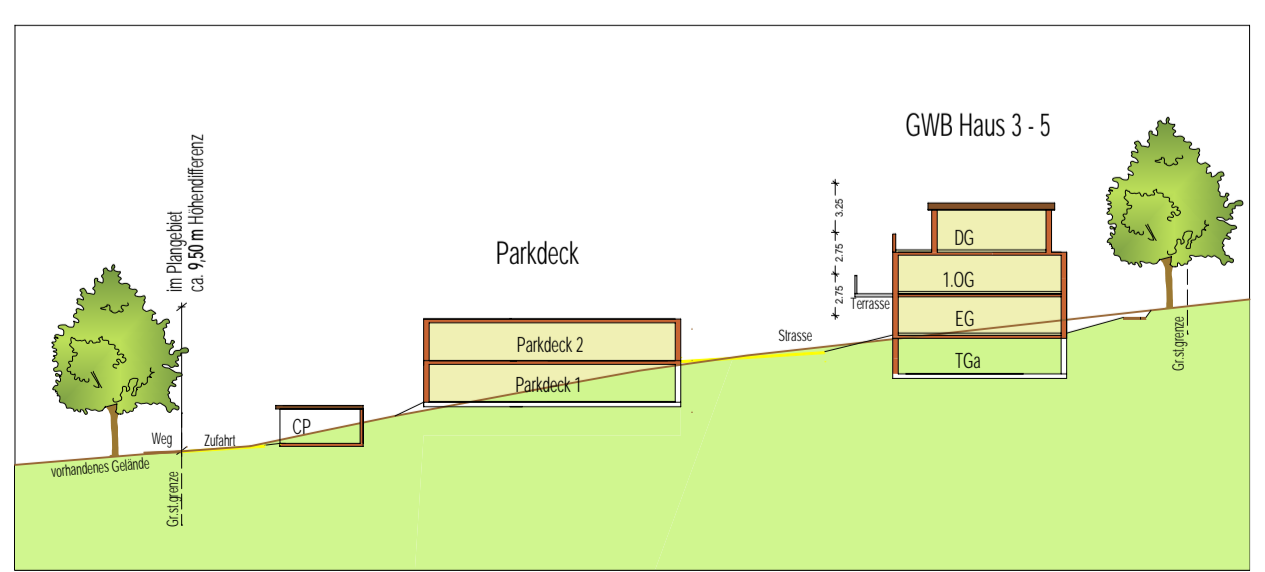 GWB Haus 3 - 5
im Plangebiet
ca. 9,50 m Höhendifferenz
3.25
2.75
2.75
Parkdeck
DG
1.OG
Terrasse
EG
TGa
Strasse
Parkdeck 2
Parkdeck 1
CP
Weg
Zufahrt
vorhandenes Gelände
Gr.st.grenze
Gr.st.grenze